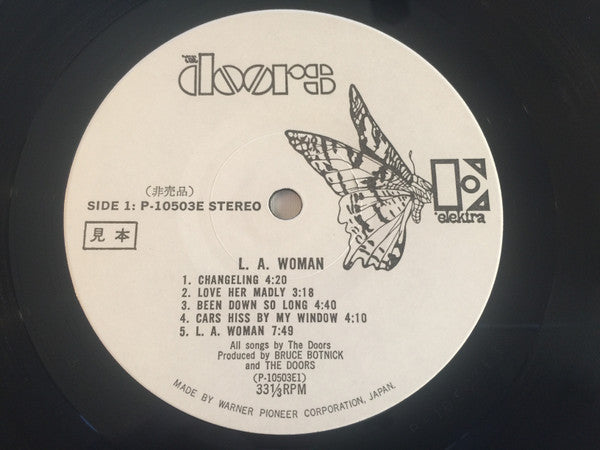 the doors
elektra
(非売品)
SIDE 1: P-10503E STEREO
見本
L. A. WOMAN
1. CHANGELING 4:20
2. LOVE HER MADLY 3:18
3. BEEN DOWN SO LONG 4:40
4. CARS HISS BY MY WINDOW 4:10
5. L. A. WOMAN 7:49
All songs by The Doors
Produced by BRUCE BOTNICK
and THE DOORS
(P-10503E1)
33⅓RPM
MADE BY WARNER PIONEER CORPORATION, JAPAN.